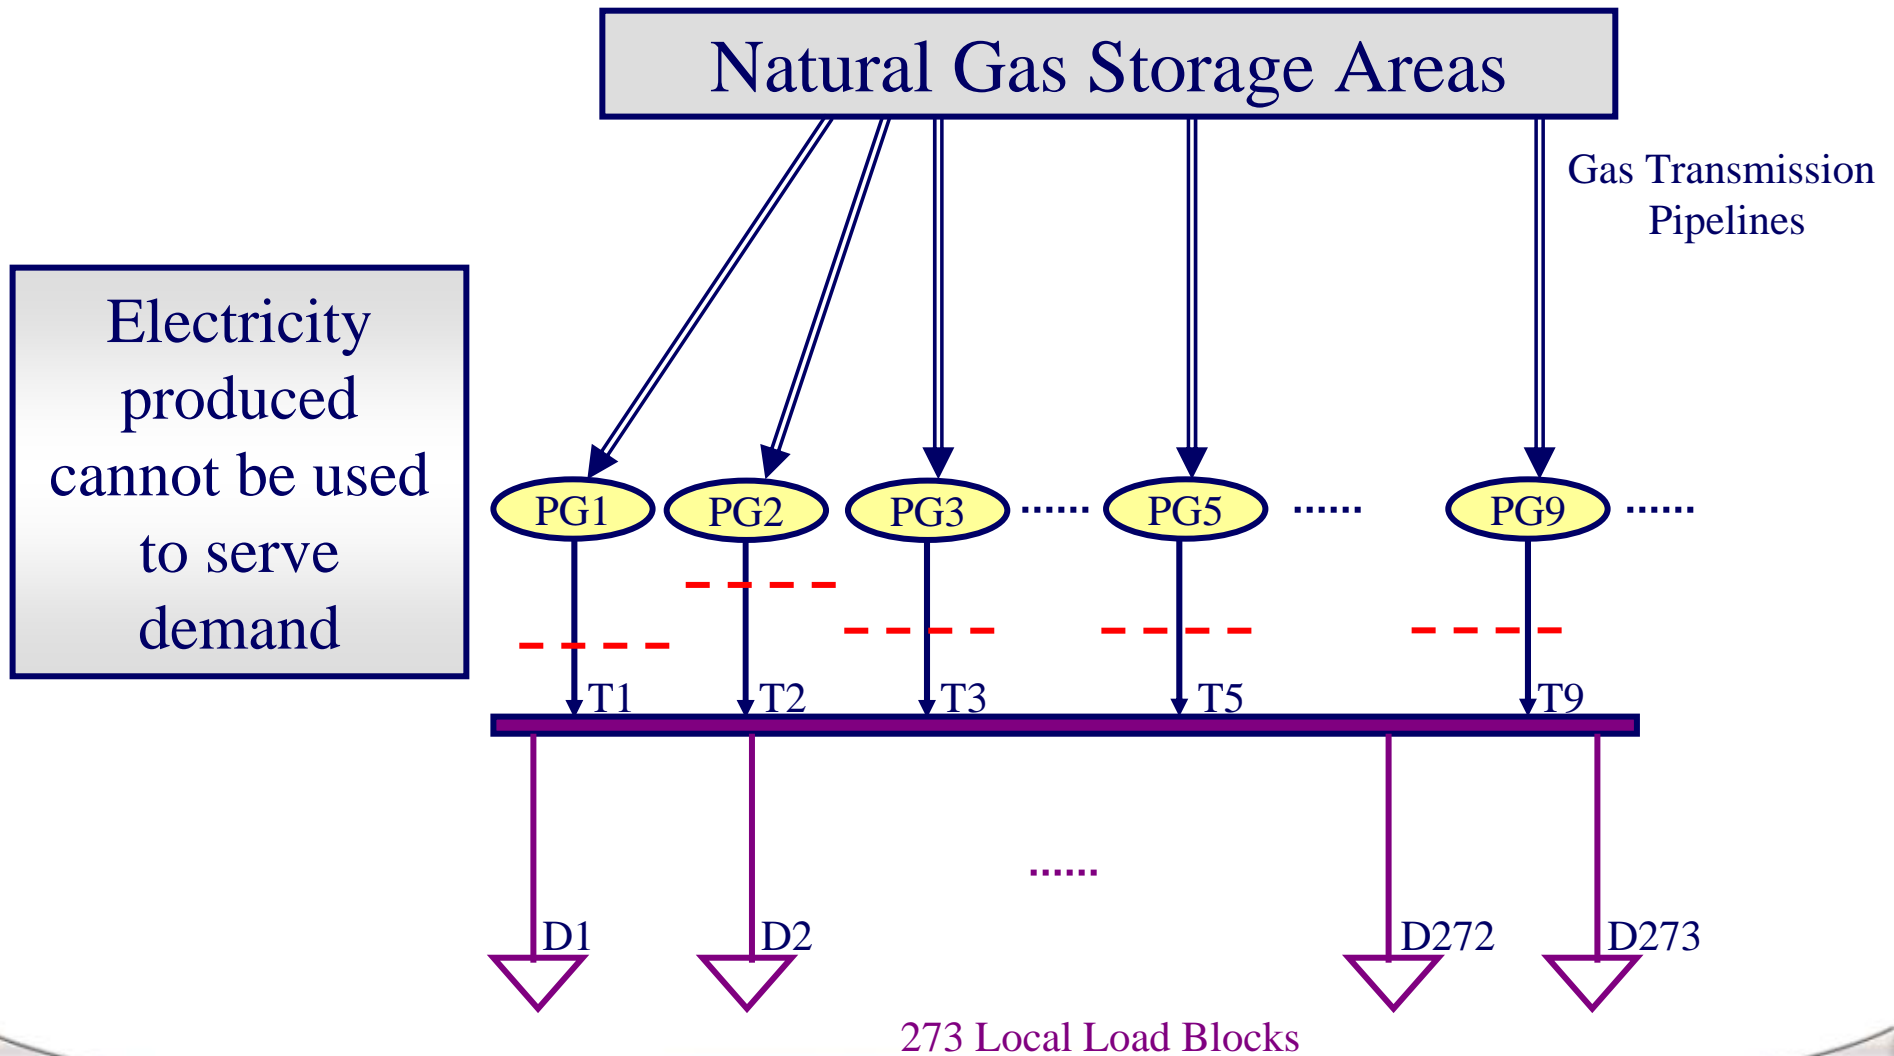 Natural Gas Storage Areas
Gas Transmission
Pipelines
Electricity
produced
cannot be used
to serve
demand
PG1
PG2
PG3
......
PG5
......
PG9
......
T1
T2
T3
T5
T9
......
D1
D2
D272
D273
273 Local Load Blocks